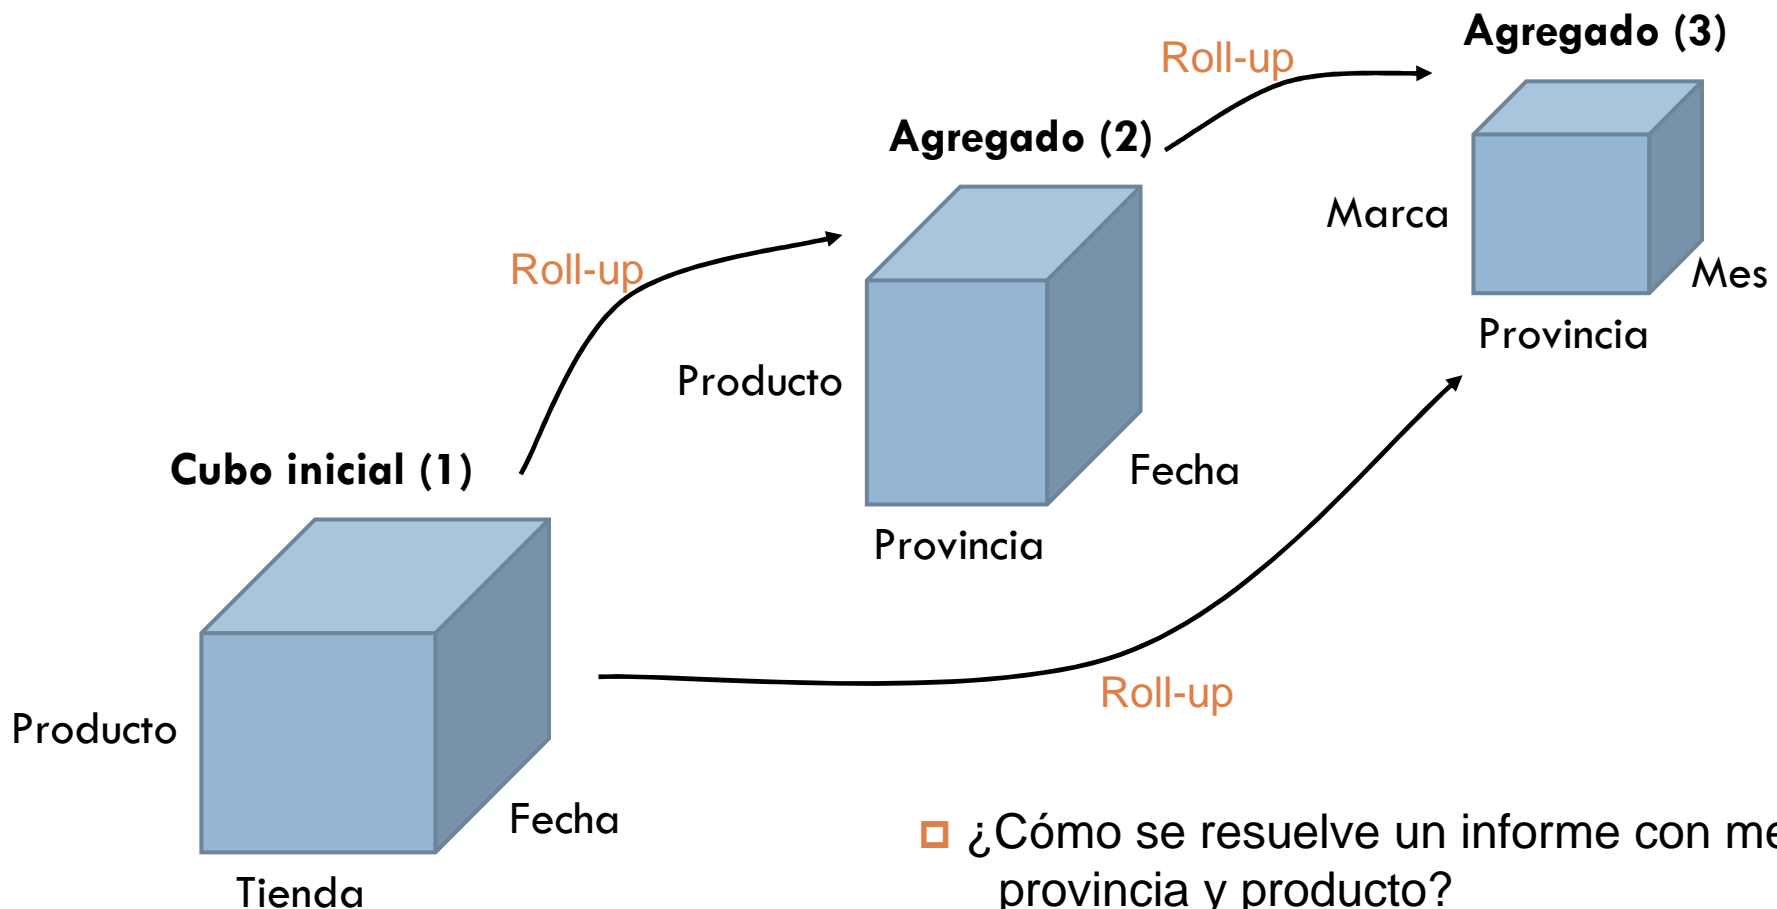 Agregado (3)
Roll-up
Agregado (2)
Marca
Mes
Provincia
Roll-up
Producto
Fecha
Provincia
Cubo inicial (1)
Roll-up
Producto
Fecha
Tienda
¿Cómo se resuelve un informe con
provincia y producto?